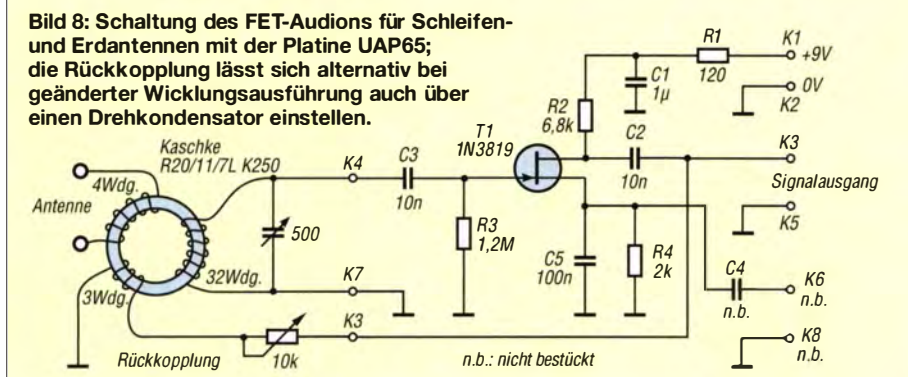 Bild 8: Schaltung des FET-Audions für Schleifen-
und Erdantennen mit der Platine UAP65;
die Rückkopplung lässt sich alternativ bei
geänderter Wicklungsausführung auch über
einen Drehkondensator einstellen.
R1
120
K1
+9V
C1
1µ
0V
K2
R2
6,8k
T1
1N3819
C2
10n
K3
Kaschke
R20/11/7L K250
K4
C3
10n
4Wdg.
Antenne
500
R3
1,2M
Signalausgang
K5
C5
100n
R4
2k
C4
n.b.
K6
n.b.
3Wdg.
32Wdg.
K7
K3
Rückkopplung
10k
n.b.: nicht bestückt
K8
n.b.